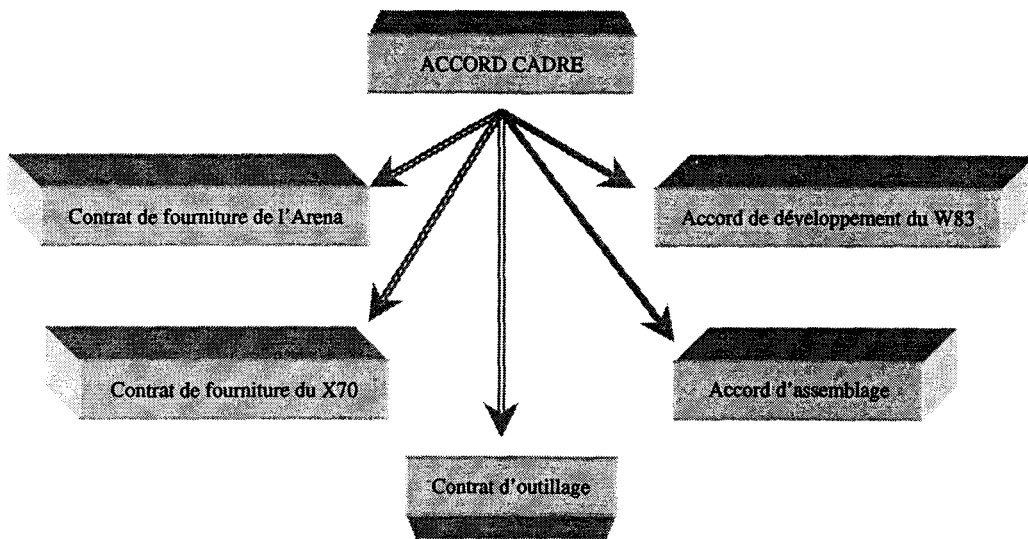 ACCORD CADRE
Contrat de fourniture de l'Arena
Accord de développement du W83
Contrat de fourniture du X70
Accord d'assemblage
Contrat d'outillage